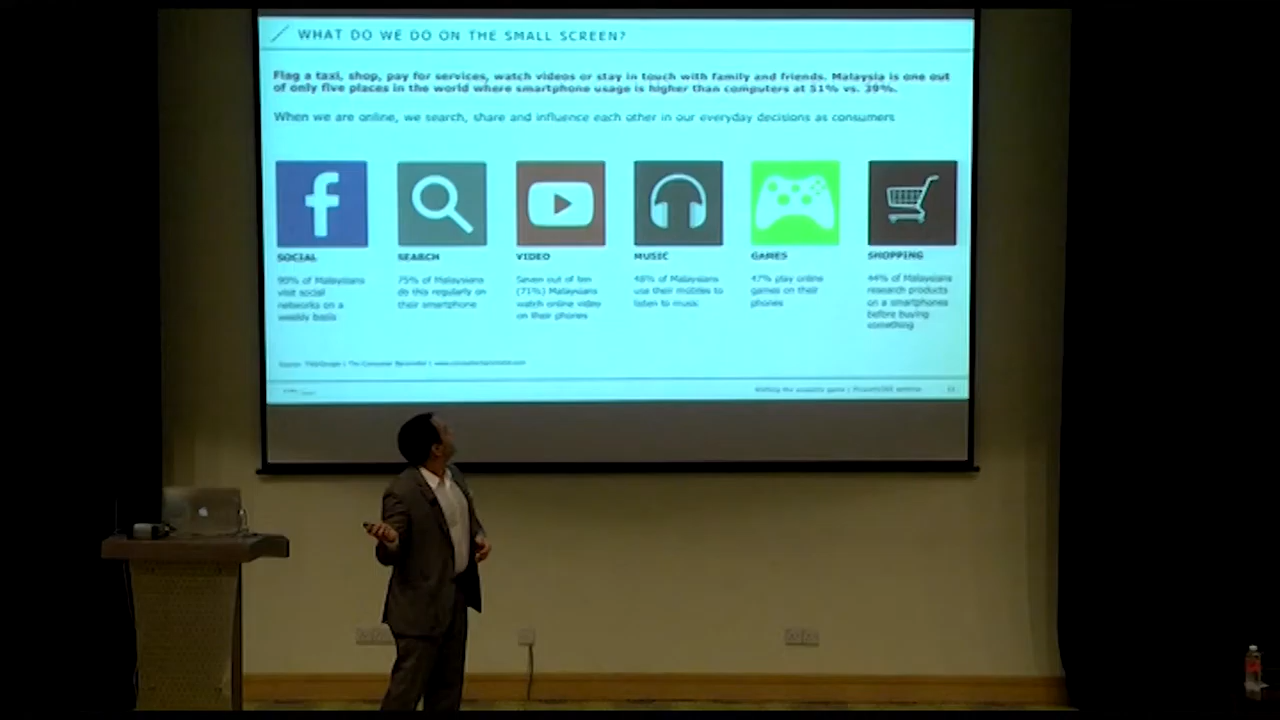 WHAT DO WE DO ON THE SMALL SCREEN?
Flag a taxi, shop, pay for services, watch videos or stay in touch with family and friends. Malaysia is one out
of only five places in the world where smartphone usage is higher than computers at 51% vs. 39%.
When we are online, we search, share and influence each other in our everyday decisions as consumers
SOCIAL
90% of Malaysians
visit social
networks on a
weekly basis
SEARCH
75% of Malaysians
do this regularly on
their smartphone
VIDEO
Seven out of ten
(71%) Malaysians
watch online video
on their phones
MUSIC
48% of Malaysians
use their mobiles to
listen to music
GAMES
47% play online
games on their
phones
SHOPPING
44% of Malaysians
research products
on a smartphones
before buying
something
Source: The Consumer Barometer |